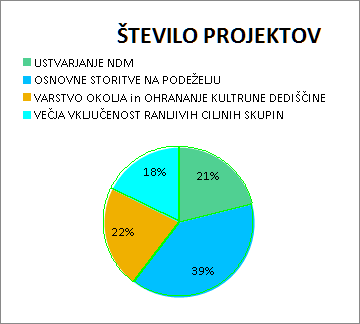 ŠTEVILO PROJEKTOV
USTVARJANJE NDM
OSNOVNE STORITVE NA PODEŽELJU
VARSTVO OKOLJA in OHRANANJE KULTRUNE DEDIŠČINE
VEČJA VKLJUČENOST RANLJIVIH CILJNIH SKUPIN
18%
21%
22%
39%